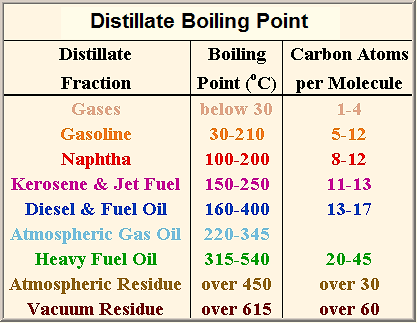 Distillate Boiling Point
Distillate Boiling Carbon Atoms
Fraction Point (°C) per Molecule
Gases below 30 1-4
Gasoline 30-210 5-12
Naphtha 100-200 8-12
Kerosene & Jet Fuel 150-250 11-13
Diesel & Fuel Oil 160-400 13-17
Atmospheric Gas Oil 220-345
Heavy Fuel Oil 315-540 20-45
Atmospheric Residue over 450 over 30
Vacuum Residue over 615 over 60